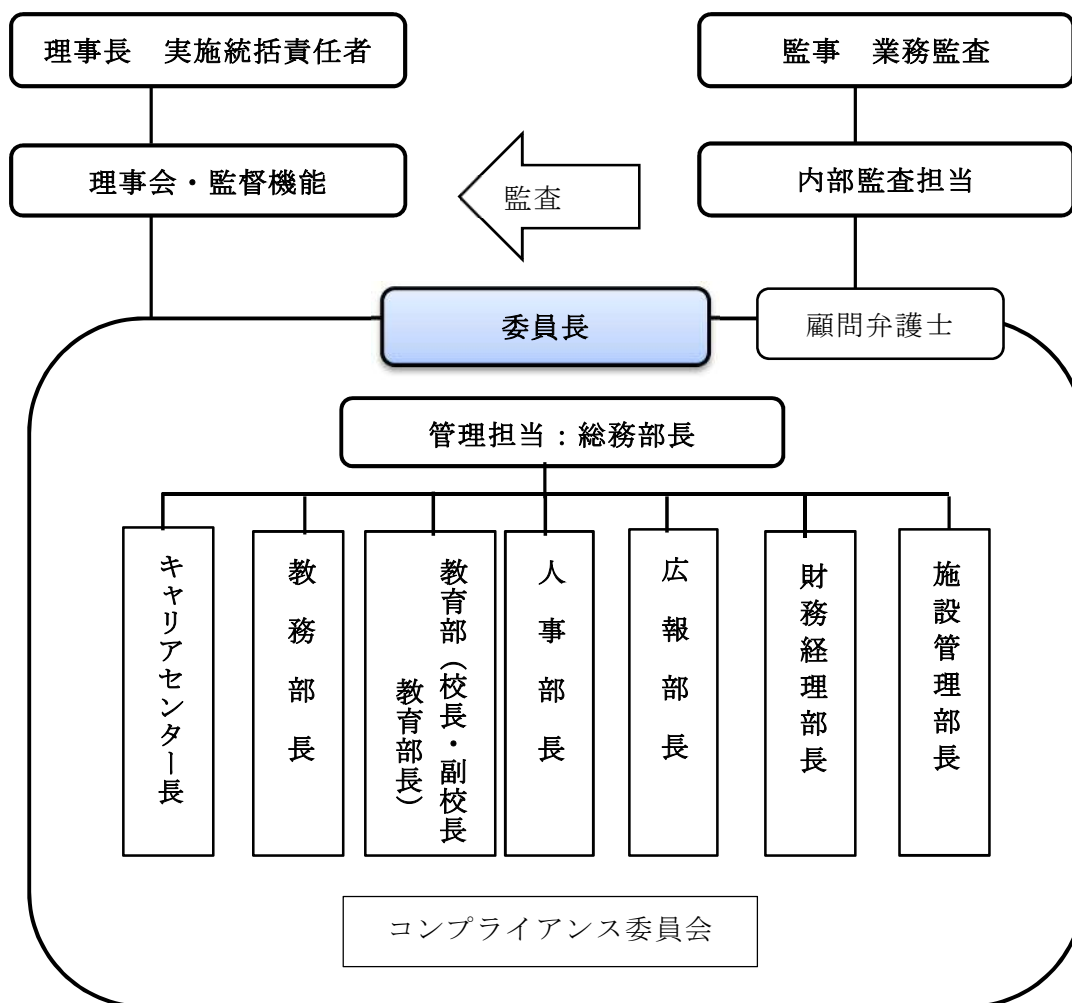 理事長　実施統括責任者
監事　業務監査
理事会・監督機能
監査
内部監査担当
委員長
顧問弁護士
管理担当：総務部長
キャリアセンター長
教務部長
教育部（校長・副校長
教育部長）
人事部長
広報部長
財務経理部長
施設管理部長
コンプライアンス委員会